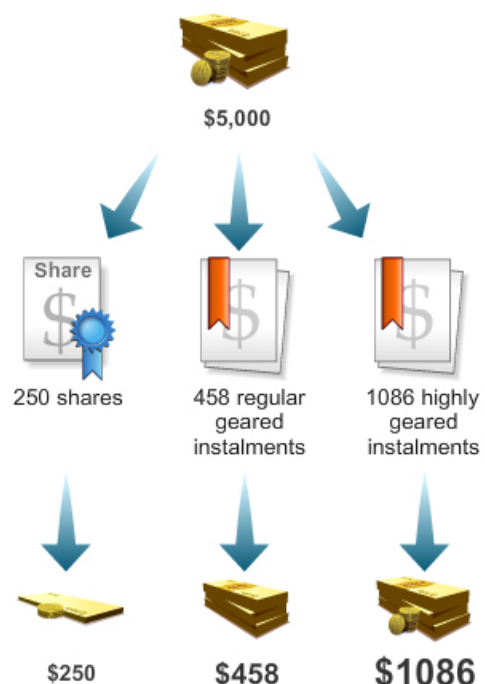 $5,000
Share
$
$
$
250 shares
458 regular
geared
instalments
1086 highly
geared
instalments
$250
$458
$1086